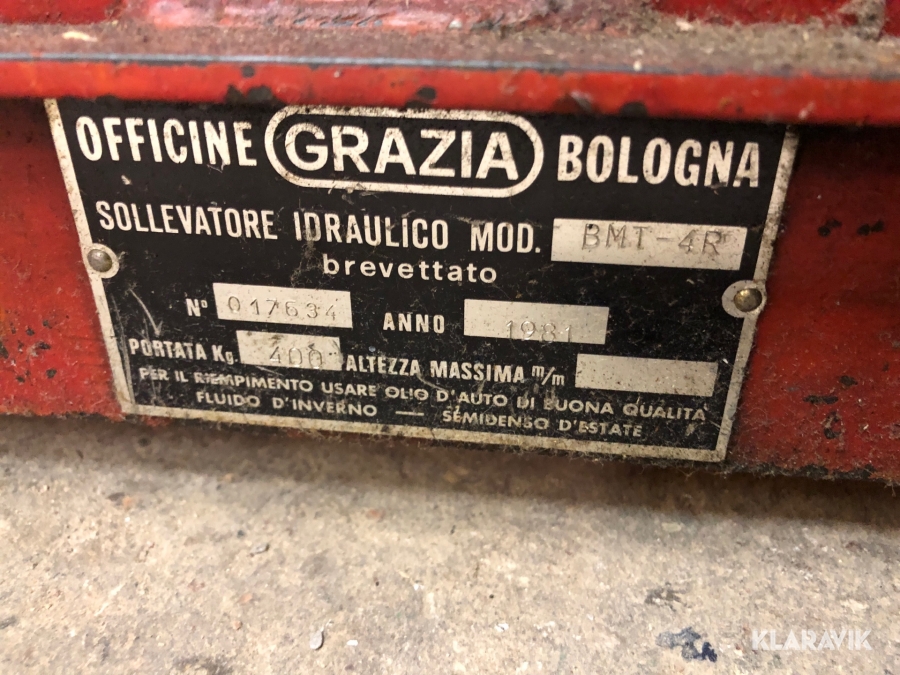 OFFICINE GRAZIA BOLOGNA
SOLLEVATORE IDRAULICO MOD. BMT-4R
brevettato
N° 017634 ANNO 1981
PORTATA Kg. 400 ALTEZZA MASSIMA m/m
PER IL RIEMPIMENTO USARE OLIO D'AUTO DI BUONA QUALITA
FLUIDO D'INVERNO — SEMIDENSO D'ESTATE
KLARAVIK